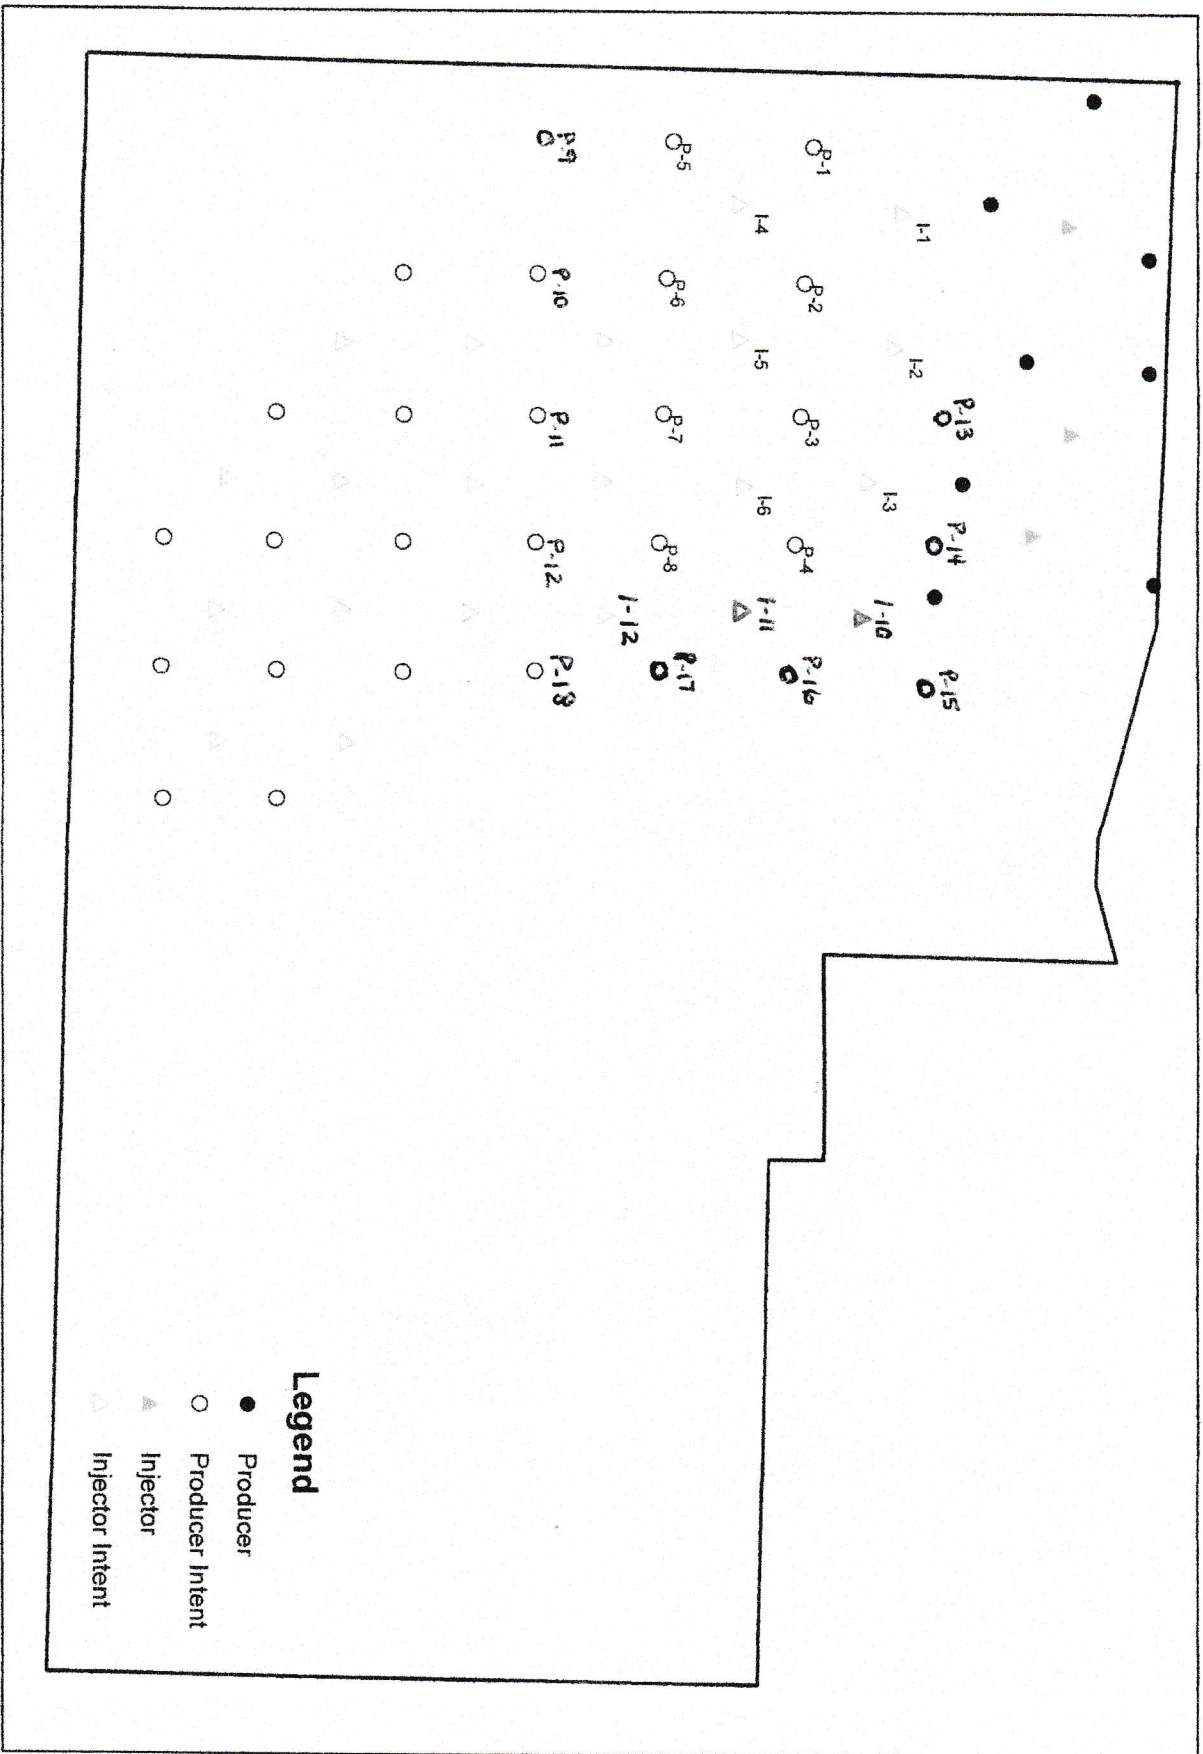 P-13 P-14 P-15
I-1 I-2 I-3 I-10
P-1 P-2 P-3 P-4 P-16
I-4 I-5 I-6 I-11
P-5 P-6 P-7 P-8 P-17
I-12
P-9 P-10 P-11 P-12 P-18
Legend
Producer
Producer Intent
Injector
Injector Intent